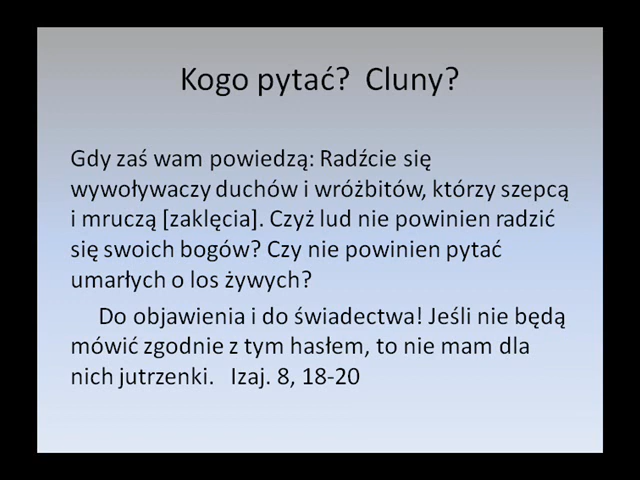 Kogo pytać?  Cluny?
Gdy zaś wam powiedzą: Radźcie się
wywoływaczy duchów i wróżbitów, którzy szepcą
i mruczą [zaklęcia]. Czyż lud nie powinien radzić
się swoich bogów? Czy nie powinien pytać
umarłych o los żywych?
Do objawienia i do świadectwa! Jeśli nie będą
mówić zgodnie z tym hasłem, to nie mam dla
nich jutrzenki.   Izaj. 8, 18-20